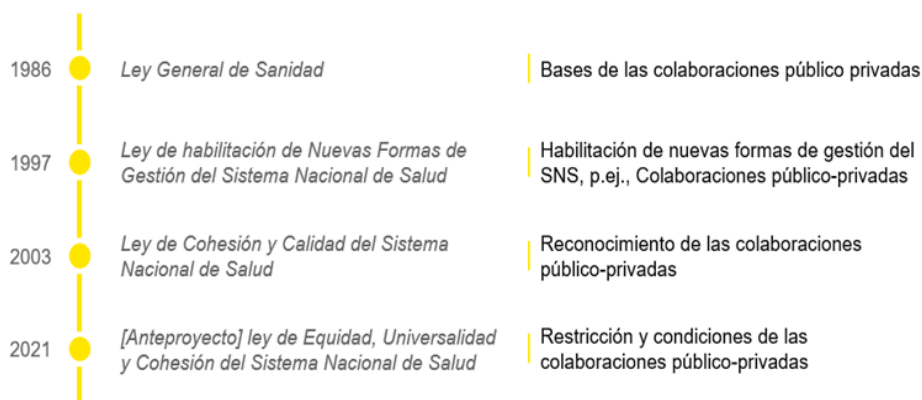 1986
Ley General de Sanidad
Bases de las colaboraciones público privadas
1997
Ley de habilitación de Nuevas Formas de
Gestión del Sistema Nacional de Salud
Habilitación de nuevas formas de gestión del
SNS, p.ej., Colaboraciones público-privadas
2003
Ley de Cohesión y Calidad del Sistema
Nacional de Salud
Reconocimiento de las colaboraciones
público-privadas
2021
[Anteproyecto] ley de Equidad, Universalidad
y Cohesión del Sistema Nacional de Salud
Restricción y condiciones de las
colaboraciones público-privadas